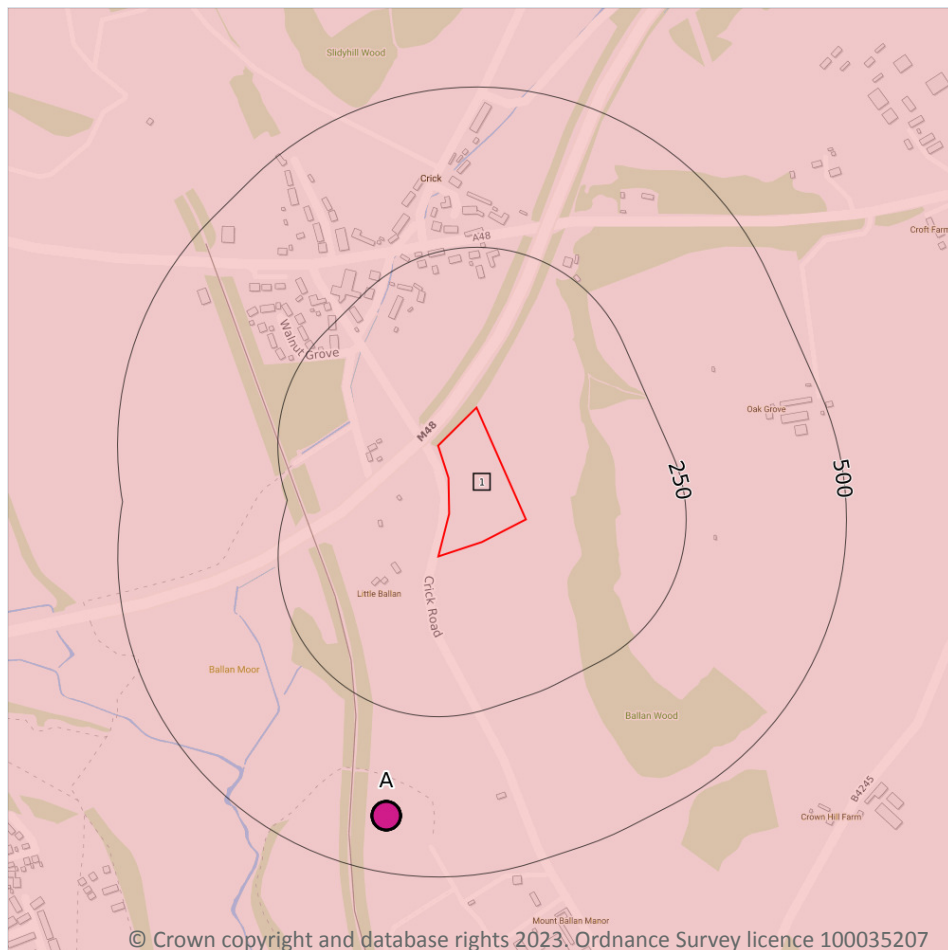 Slidyhill Wood
Crick
A48
Croft Farm
Walnut Grove
Oak Grove
M48
250
500
1
Crick Road
Little Ballan
Ballan Moor
Ballan Wood
A
B4245
Crown Hill Farm
Mount Ballan Manor
© Crown copyright and database rights 2023. Ordnance Survey licence 100035207